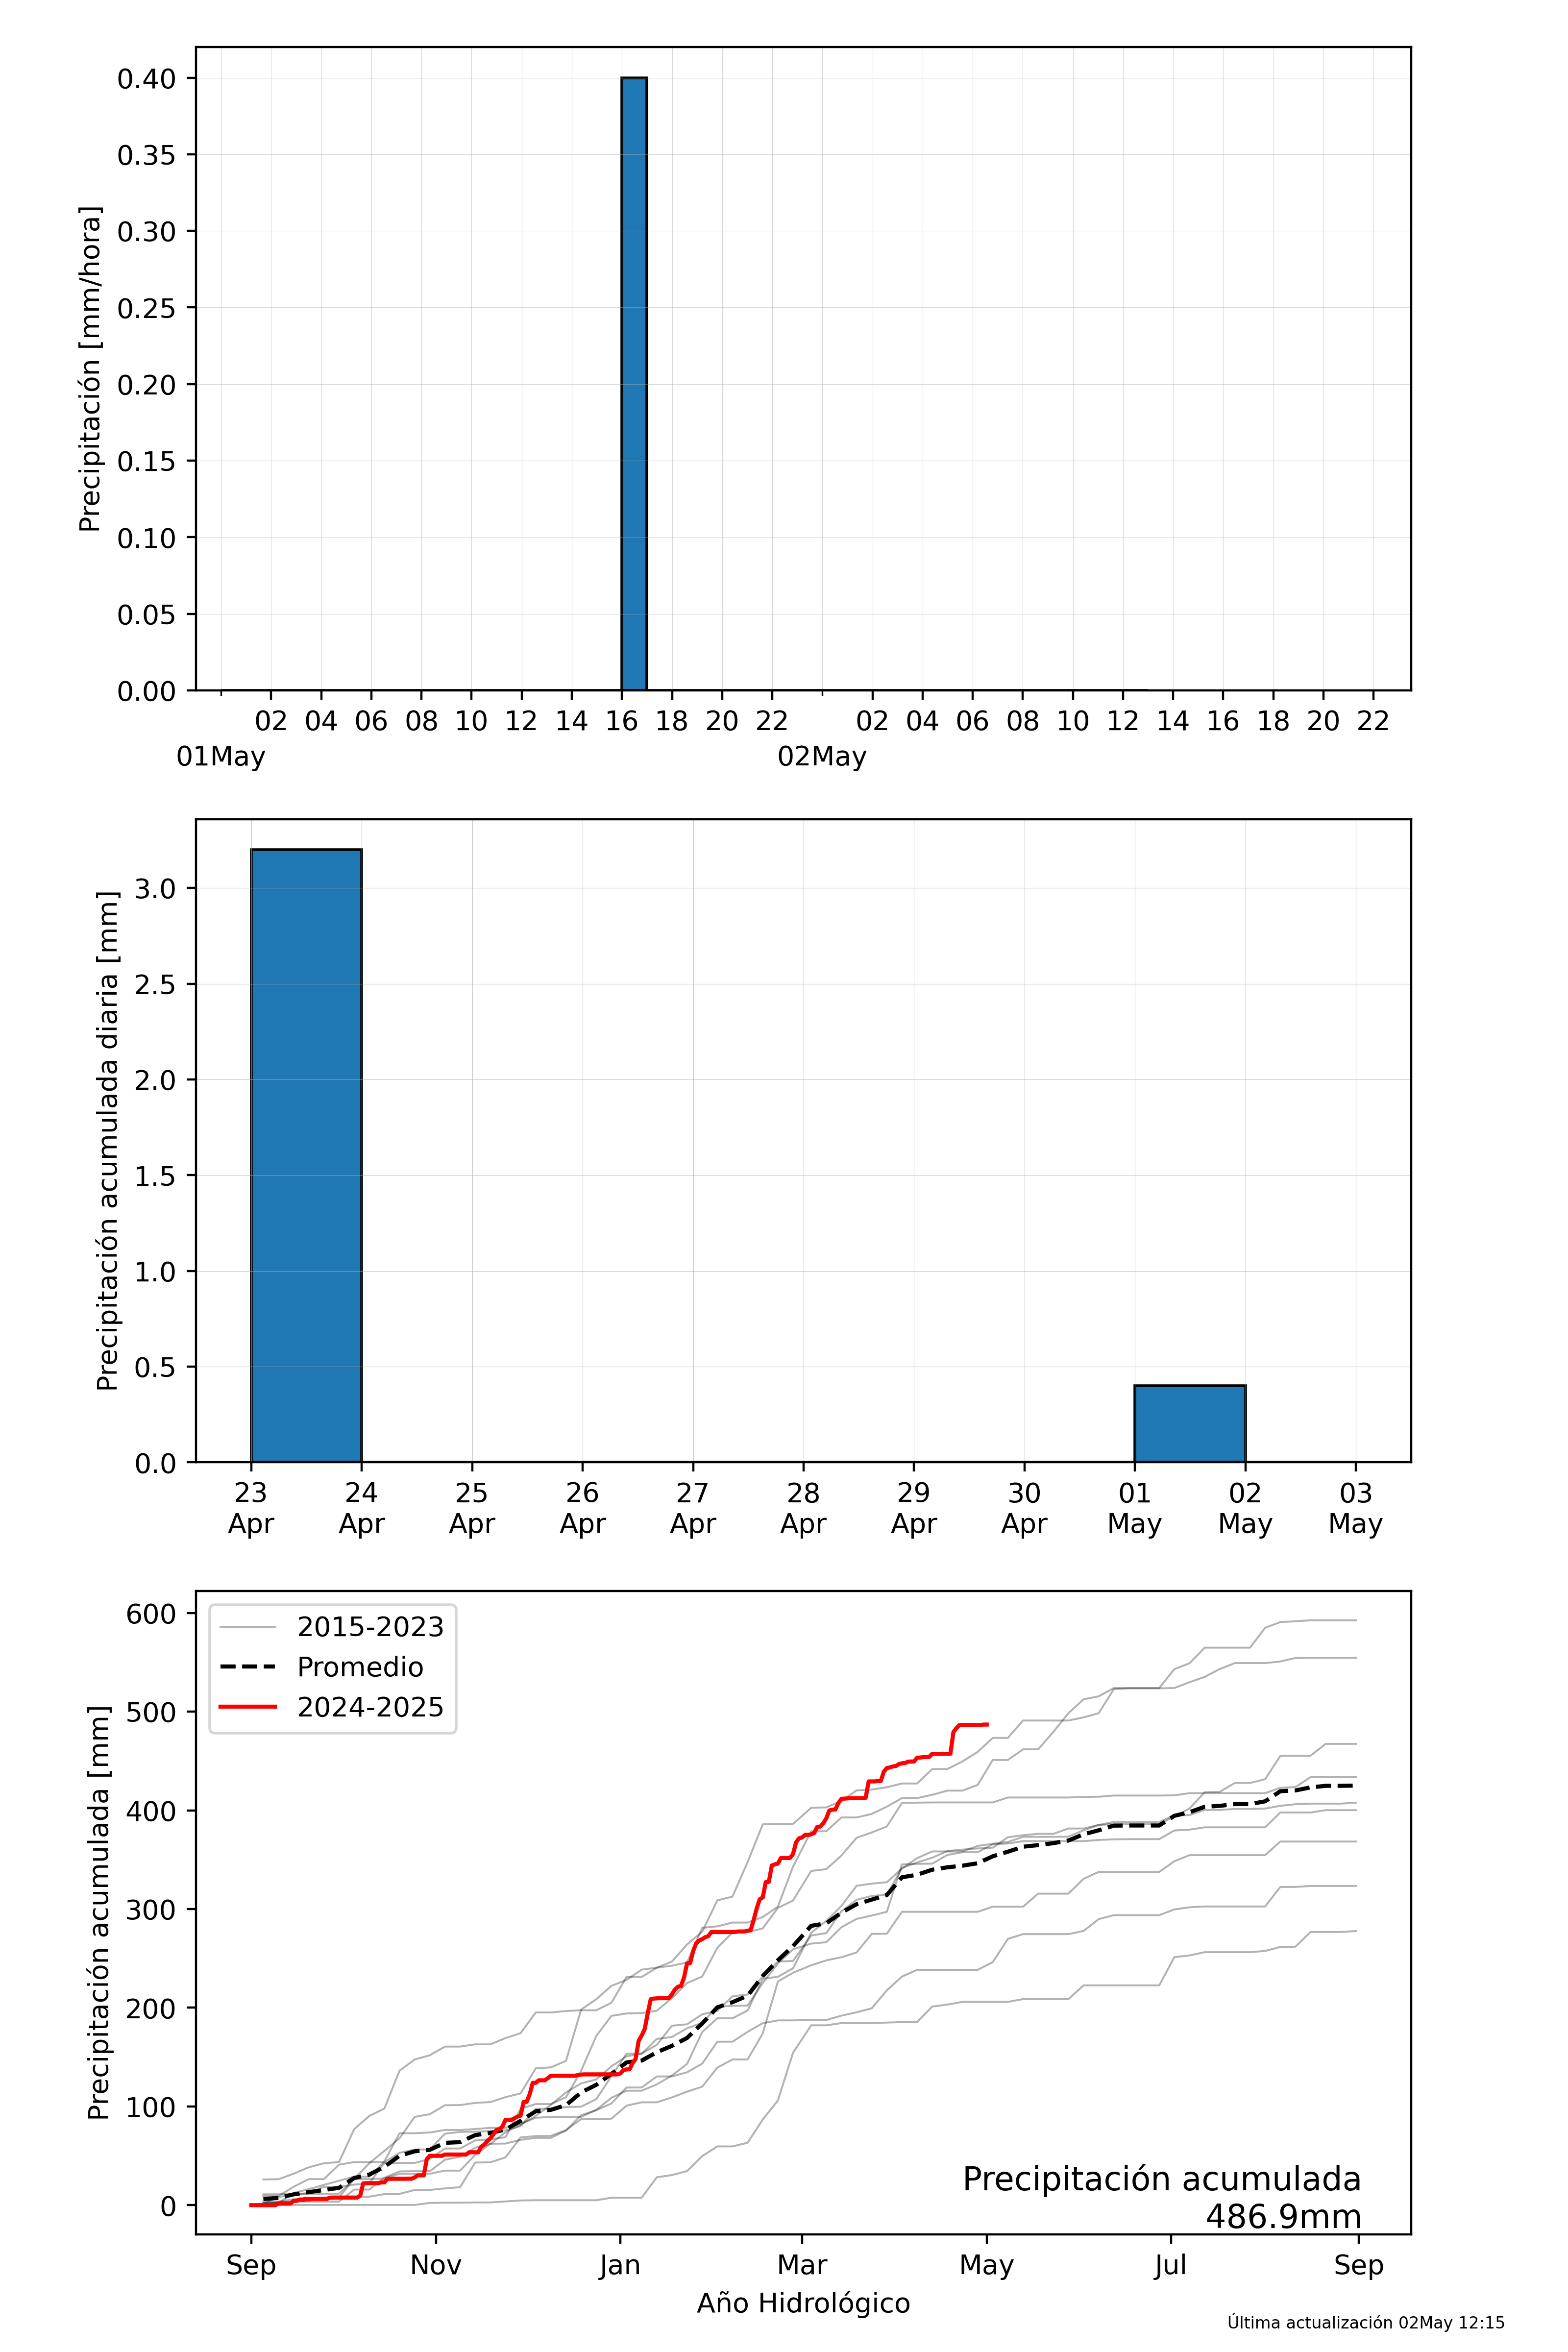 Precipitación [mm/hora]
0.40
0.35
0.30
0.25
0.20
0.15
0.10
0.05
0.00
02 04 06 08 10 12 14 16 18 20 22 02 04 06 08 10 12 14 16 18 20 22
01May 02May
Precipitación acumulada diaria [mm]
3.0
2.5
2.0
1.5
1.0
0.5
0.0
23 24 25 26 27 28 29 30 01 02 03
Apr Apr Apr Apr Apr Apr Apr Apr May May May
Precipitación acumulada [mm]
600
500
400
300
200
100
0
2015-2023
Promedio
2024-2025
Precipitación acumulada
486.9mm
Sep Nov Jan Mar May Jul Sep
Año Hidrológico
Última actualización 02May 12:15